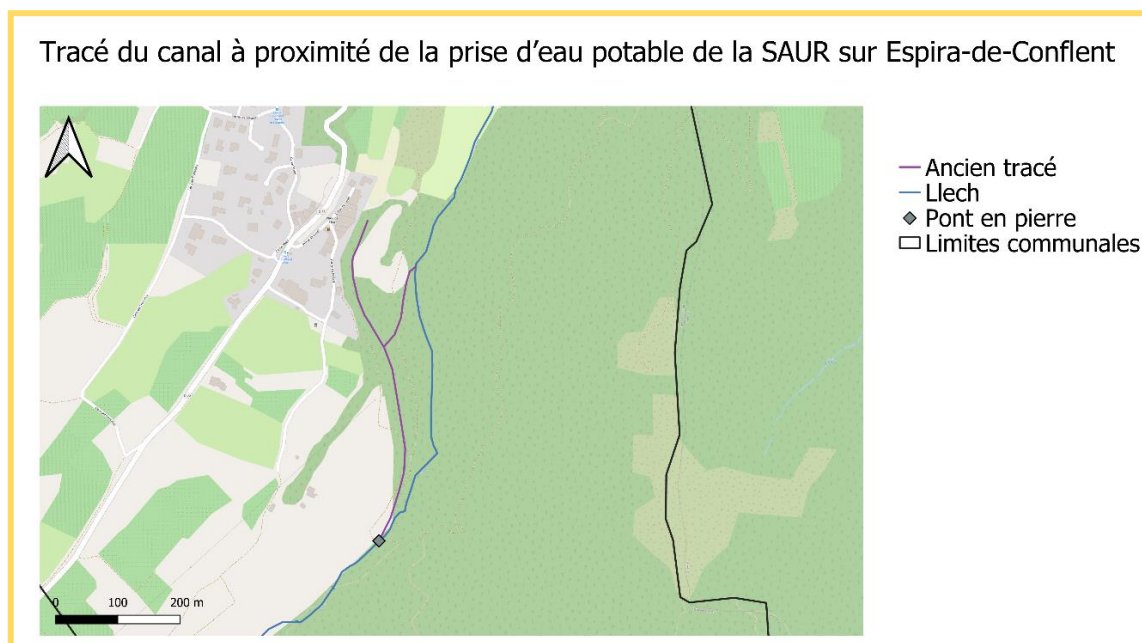 Tracé du canal à proximité de la prise d'eau potable de la SAUR sur Espira-de-Conflent
Ancien tracé
Llech
Pont en pierre
Limites communales
0 100 200 m